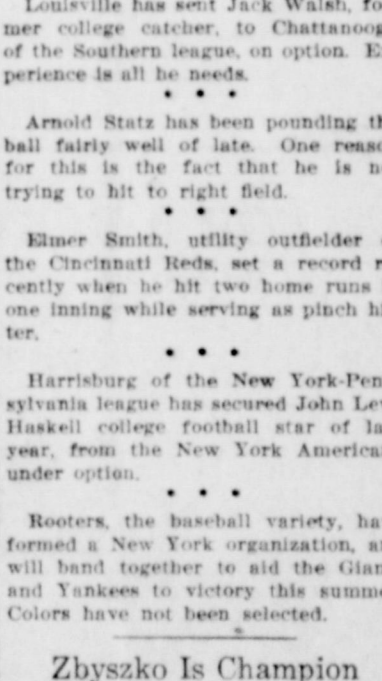 Louisville has sent Jack Walsh, fo
mer college catcher, to Chattanoog
of the Southern league, on option. E
perience is all he needs.
* * *
Arnold Statz has been pounding th
ball fairly well of late. One reaso
for this is the fact that he is n
trying to hit to right field.
* * *
Elmer Smith, utility outfielder
the Cincinnati Reds, set a record r
cently when he hit two home runs
one inning while serving as pinch hi
ter.
* * *
Harrisburg of the New York-Pen
sylvania league has secured John Le
Haskell college football star of la
year, from the New York America
under option.
* * *
Rooters, the baseball variety, ha
formed a New York organization, a
will band together to aid the Gian
and Yankees to victory this summe
Colors have not been selected.
Zbyszko Is Champion